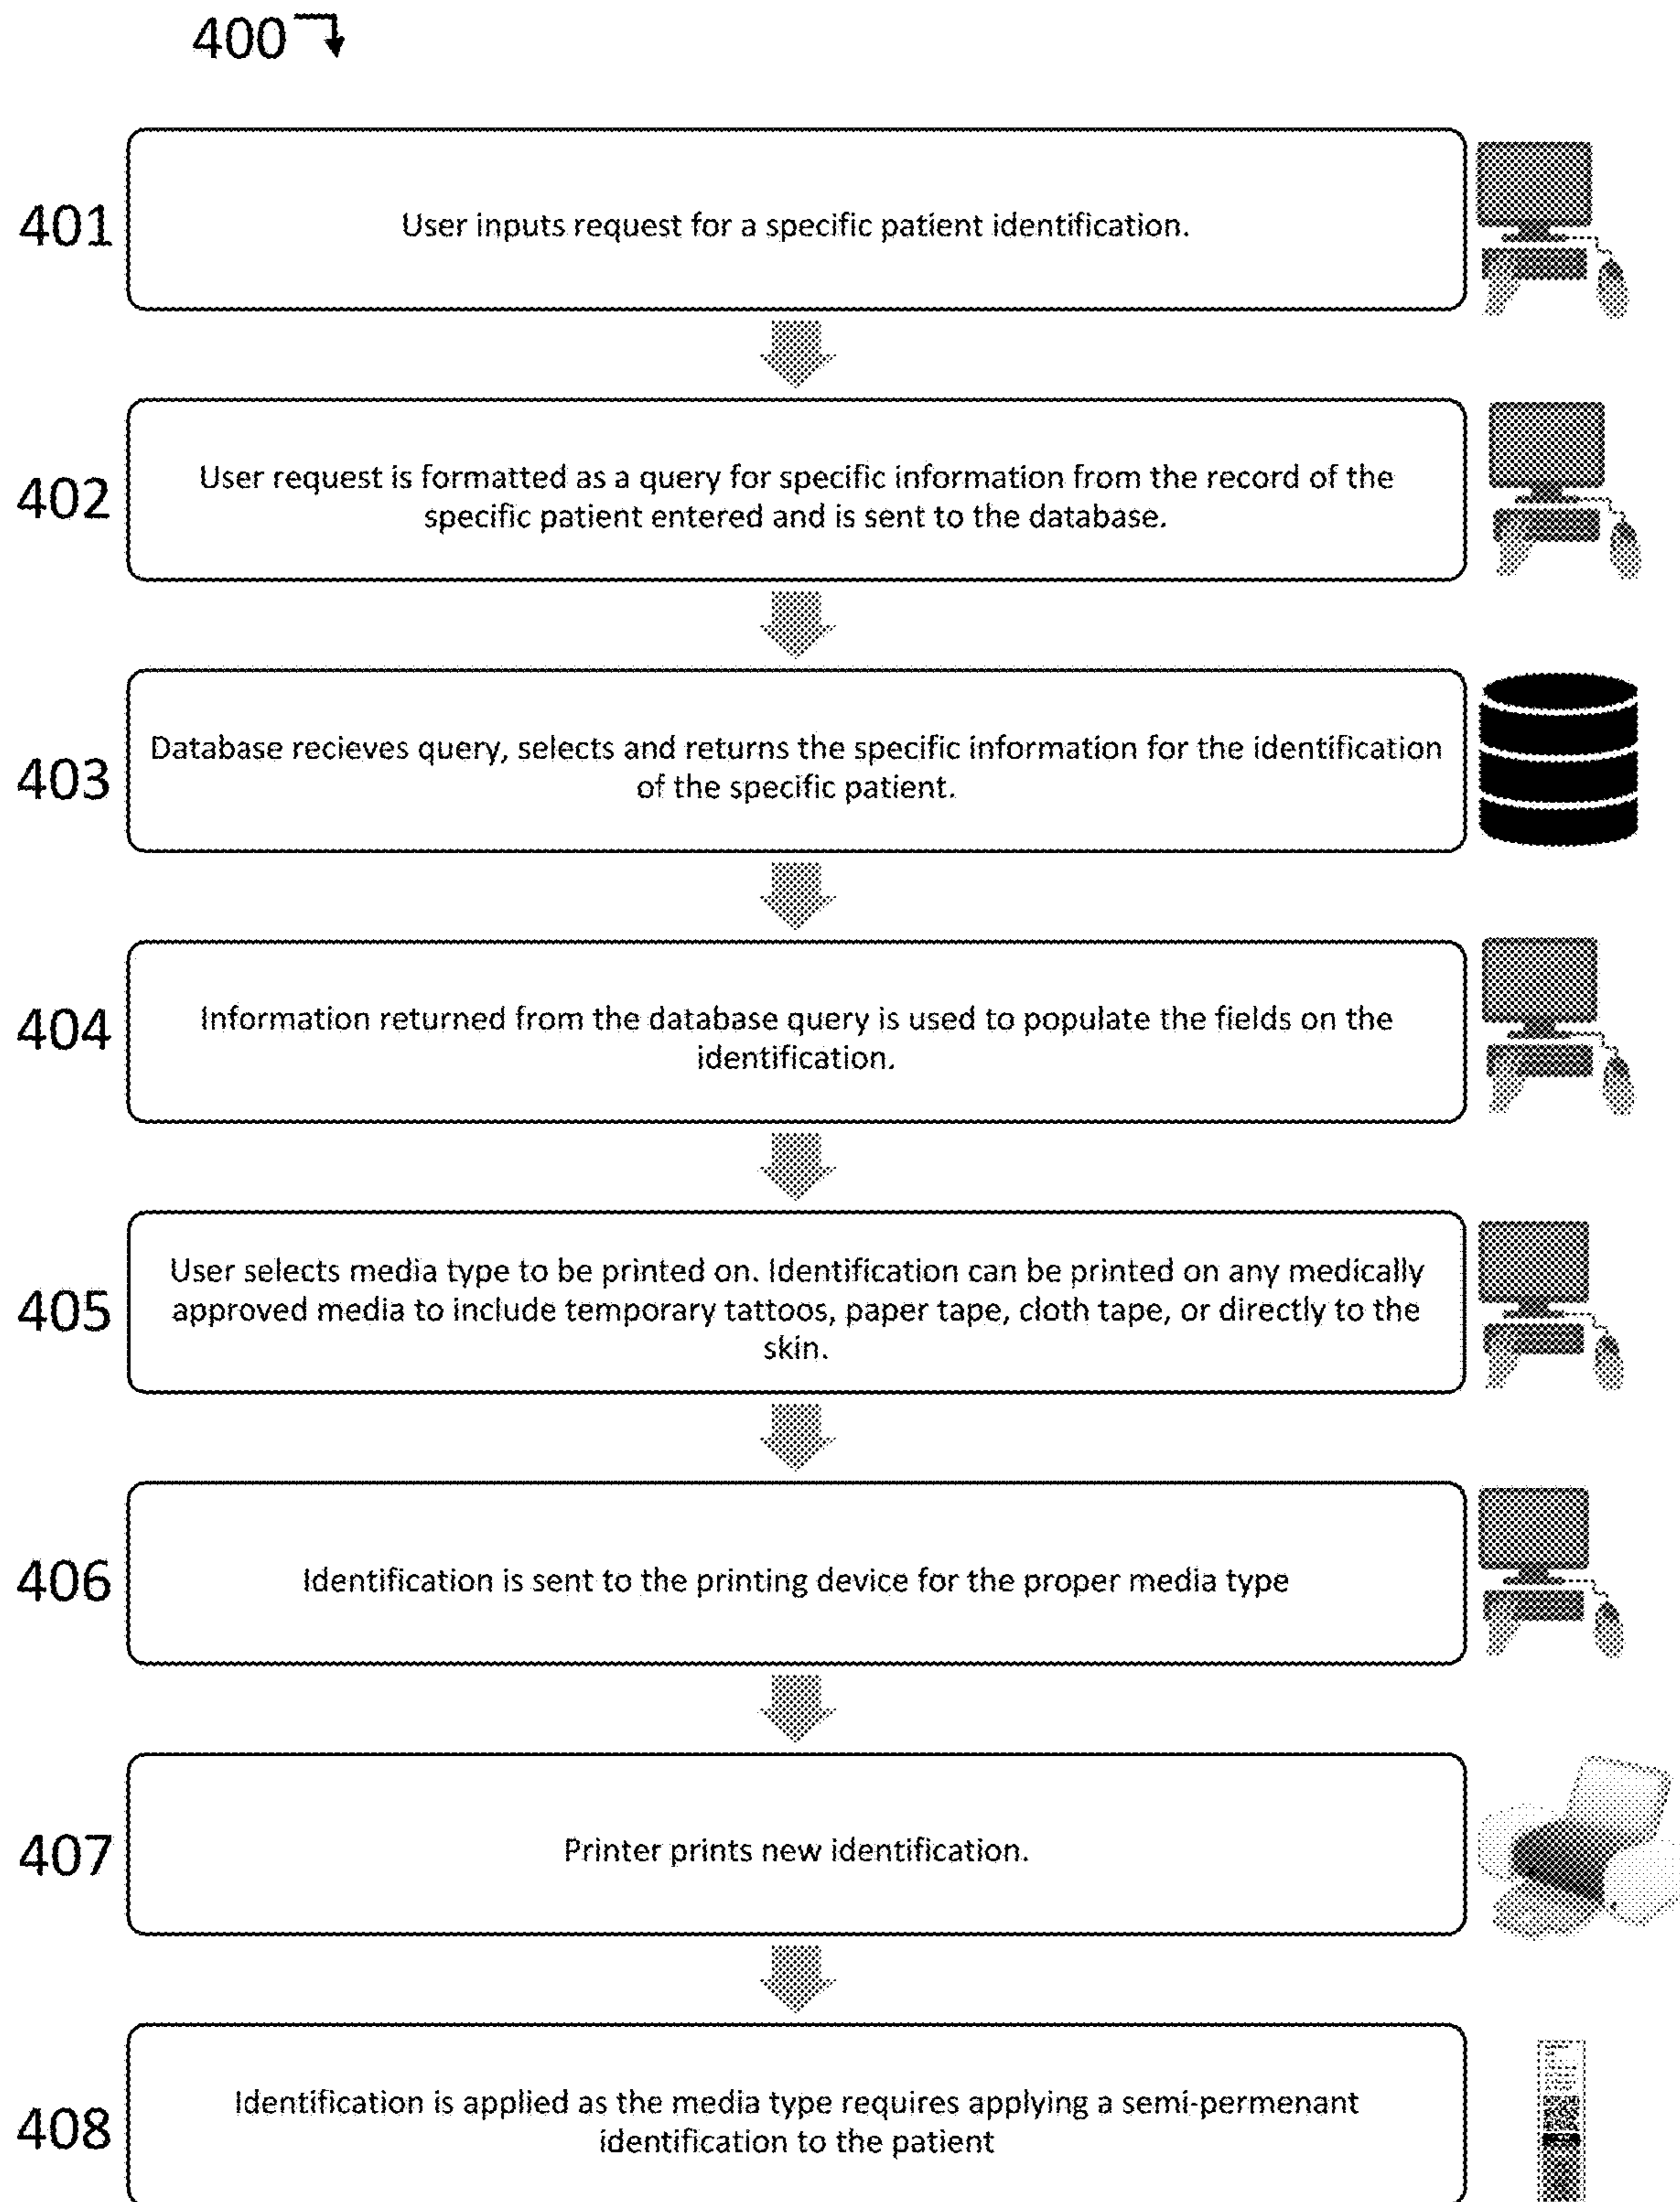 400
401
User inputs request for a specific patient identification.
402
User request is formatted as a query for specific information from the record of the
specific patient entered and is sent to the database.
403
Database recieves query, selects and returns the specific information for the identification
of the specific patient.
404
Information returned from the database query is used to populate the fields on the
identification.
405
User selects media type to be printed on. Identification can be printed on any medically
approved media to include temporary tattoos, paper tape, cloth tape, or directly to the
skin.
406
Identification is sent to the printing device for the proper media type
407
Printer prints new identification.
408
Identification is applied as the media type requires applying a semi-permenant
identification to the patient